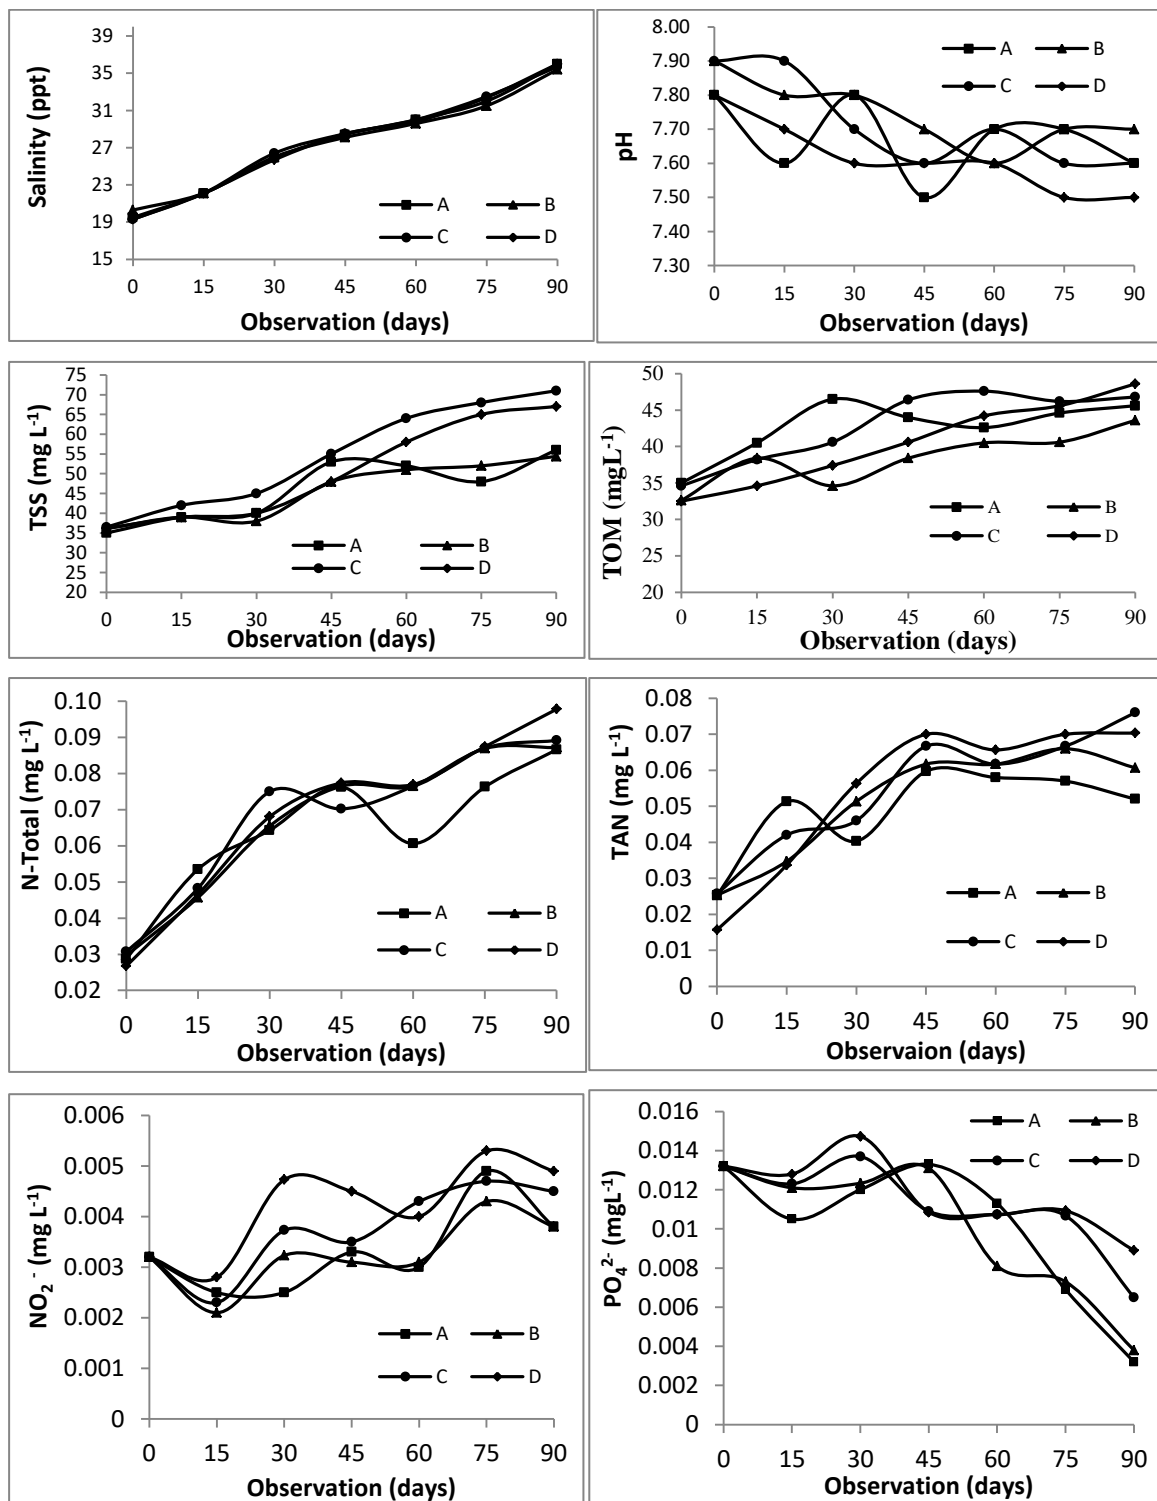 Salinity (ppt)
39
35
31
27
23
19
15
A B
C D
0 15 30 45 60 75 90
Observation (days)
pH
8.00
7.90
7.80
7.70
7.60
7.50
7.40
7.30
A B
C D
0 15 30 45 60 75 90
Observation (days)
TSS (mg L-1)
75
70
65
60
55
50
45
40
35
30
25
20
A B
C D
0 15 30 45 60 75 90
Observation (days)
TOM (mgL-1)
50
45
40
35
30
25
20
A B
C D
0 15 30 45 60 75 90
Observation (days)
N-Total (mg L-1)
0.10
0.09
0.08
0.07
0.06
0.05
0.04
0.03
0.02
A B
C D
0 15 30 45 60 75 90
Observation (days)
TAN (mg L-1)
0.08
0.07
0.06
0.05
0.04
0.03
0.02
0.01
0
A B
C D
0 15 30 45 60 75 90
Observaion (days)
NO2 - (mg L-1)
0.006
0.005
0.004
0.003
0.002
0.001
0
A B
C D
0 15 30 45 60 75 90
Observation (days)
PO4 2- (mgL-1)
0.016
0.014
0.012
0.01
0.008
0.006
0.004
0.002
0
A B
C D
0 15 30 45 60 75 90
Observation (days)